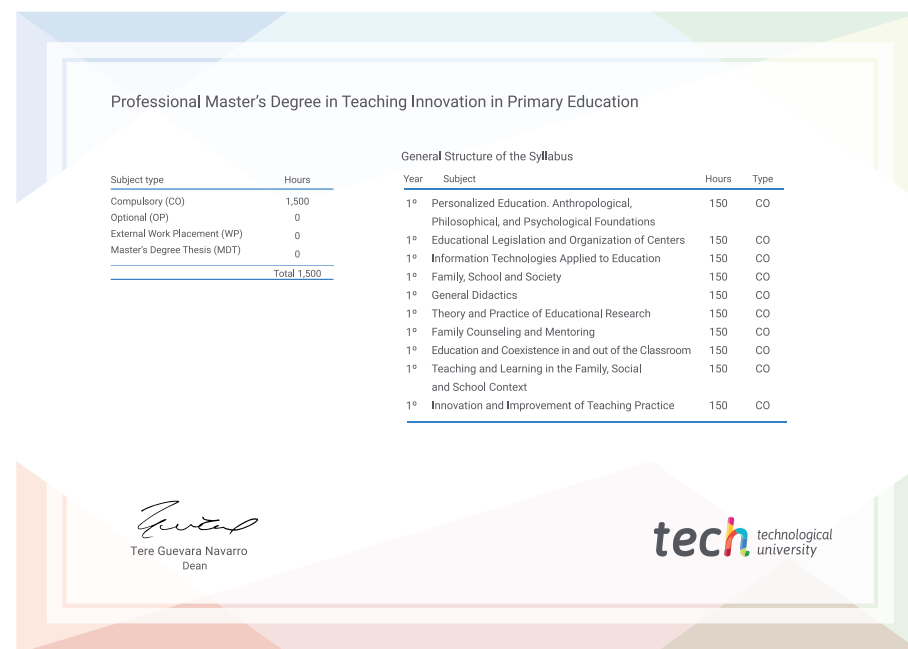 Professional Master's Degree in Teaching Innovation in Primary Education
Subject type Hours
Compulsory (CO) 1,500
Optional (OP) 0
External Work Placement (WP) 0
Master's Degree Thesis (MDT) 0
Total 1,500
General Structure of the Syllabus
Year Subject Hours Type
1º Personalized Education. Anthropological, 150 CO
Philosophical, and Psychological Foundations
1º Educational Legislation and Organization of Centers 150 CO
1º Information Technologies Applied to Education 150 CO
1º Family, School and Society 150 CO
1º General Didactics 150 CO
1º Theory and Practice of Educational Research 150 CO
1º Family Counseling and Mentoring 150 CO
1º Education and Coexistence in and out of the Classroom 150 CO
1º Teaching and Learning in the Family, Social 150 CO
and School Context
1º Innovation and Improvement of Teaching Practice 150 CO
Tere Guevara Navarro
Dean
tech technological
university